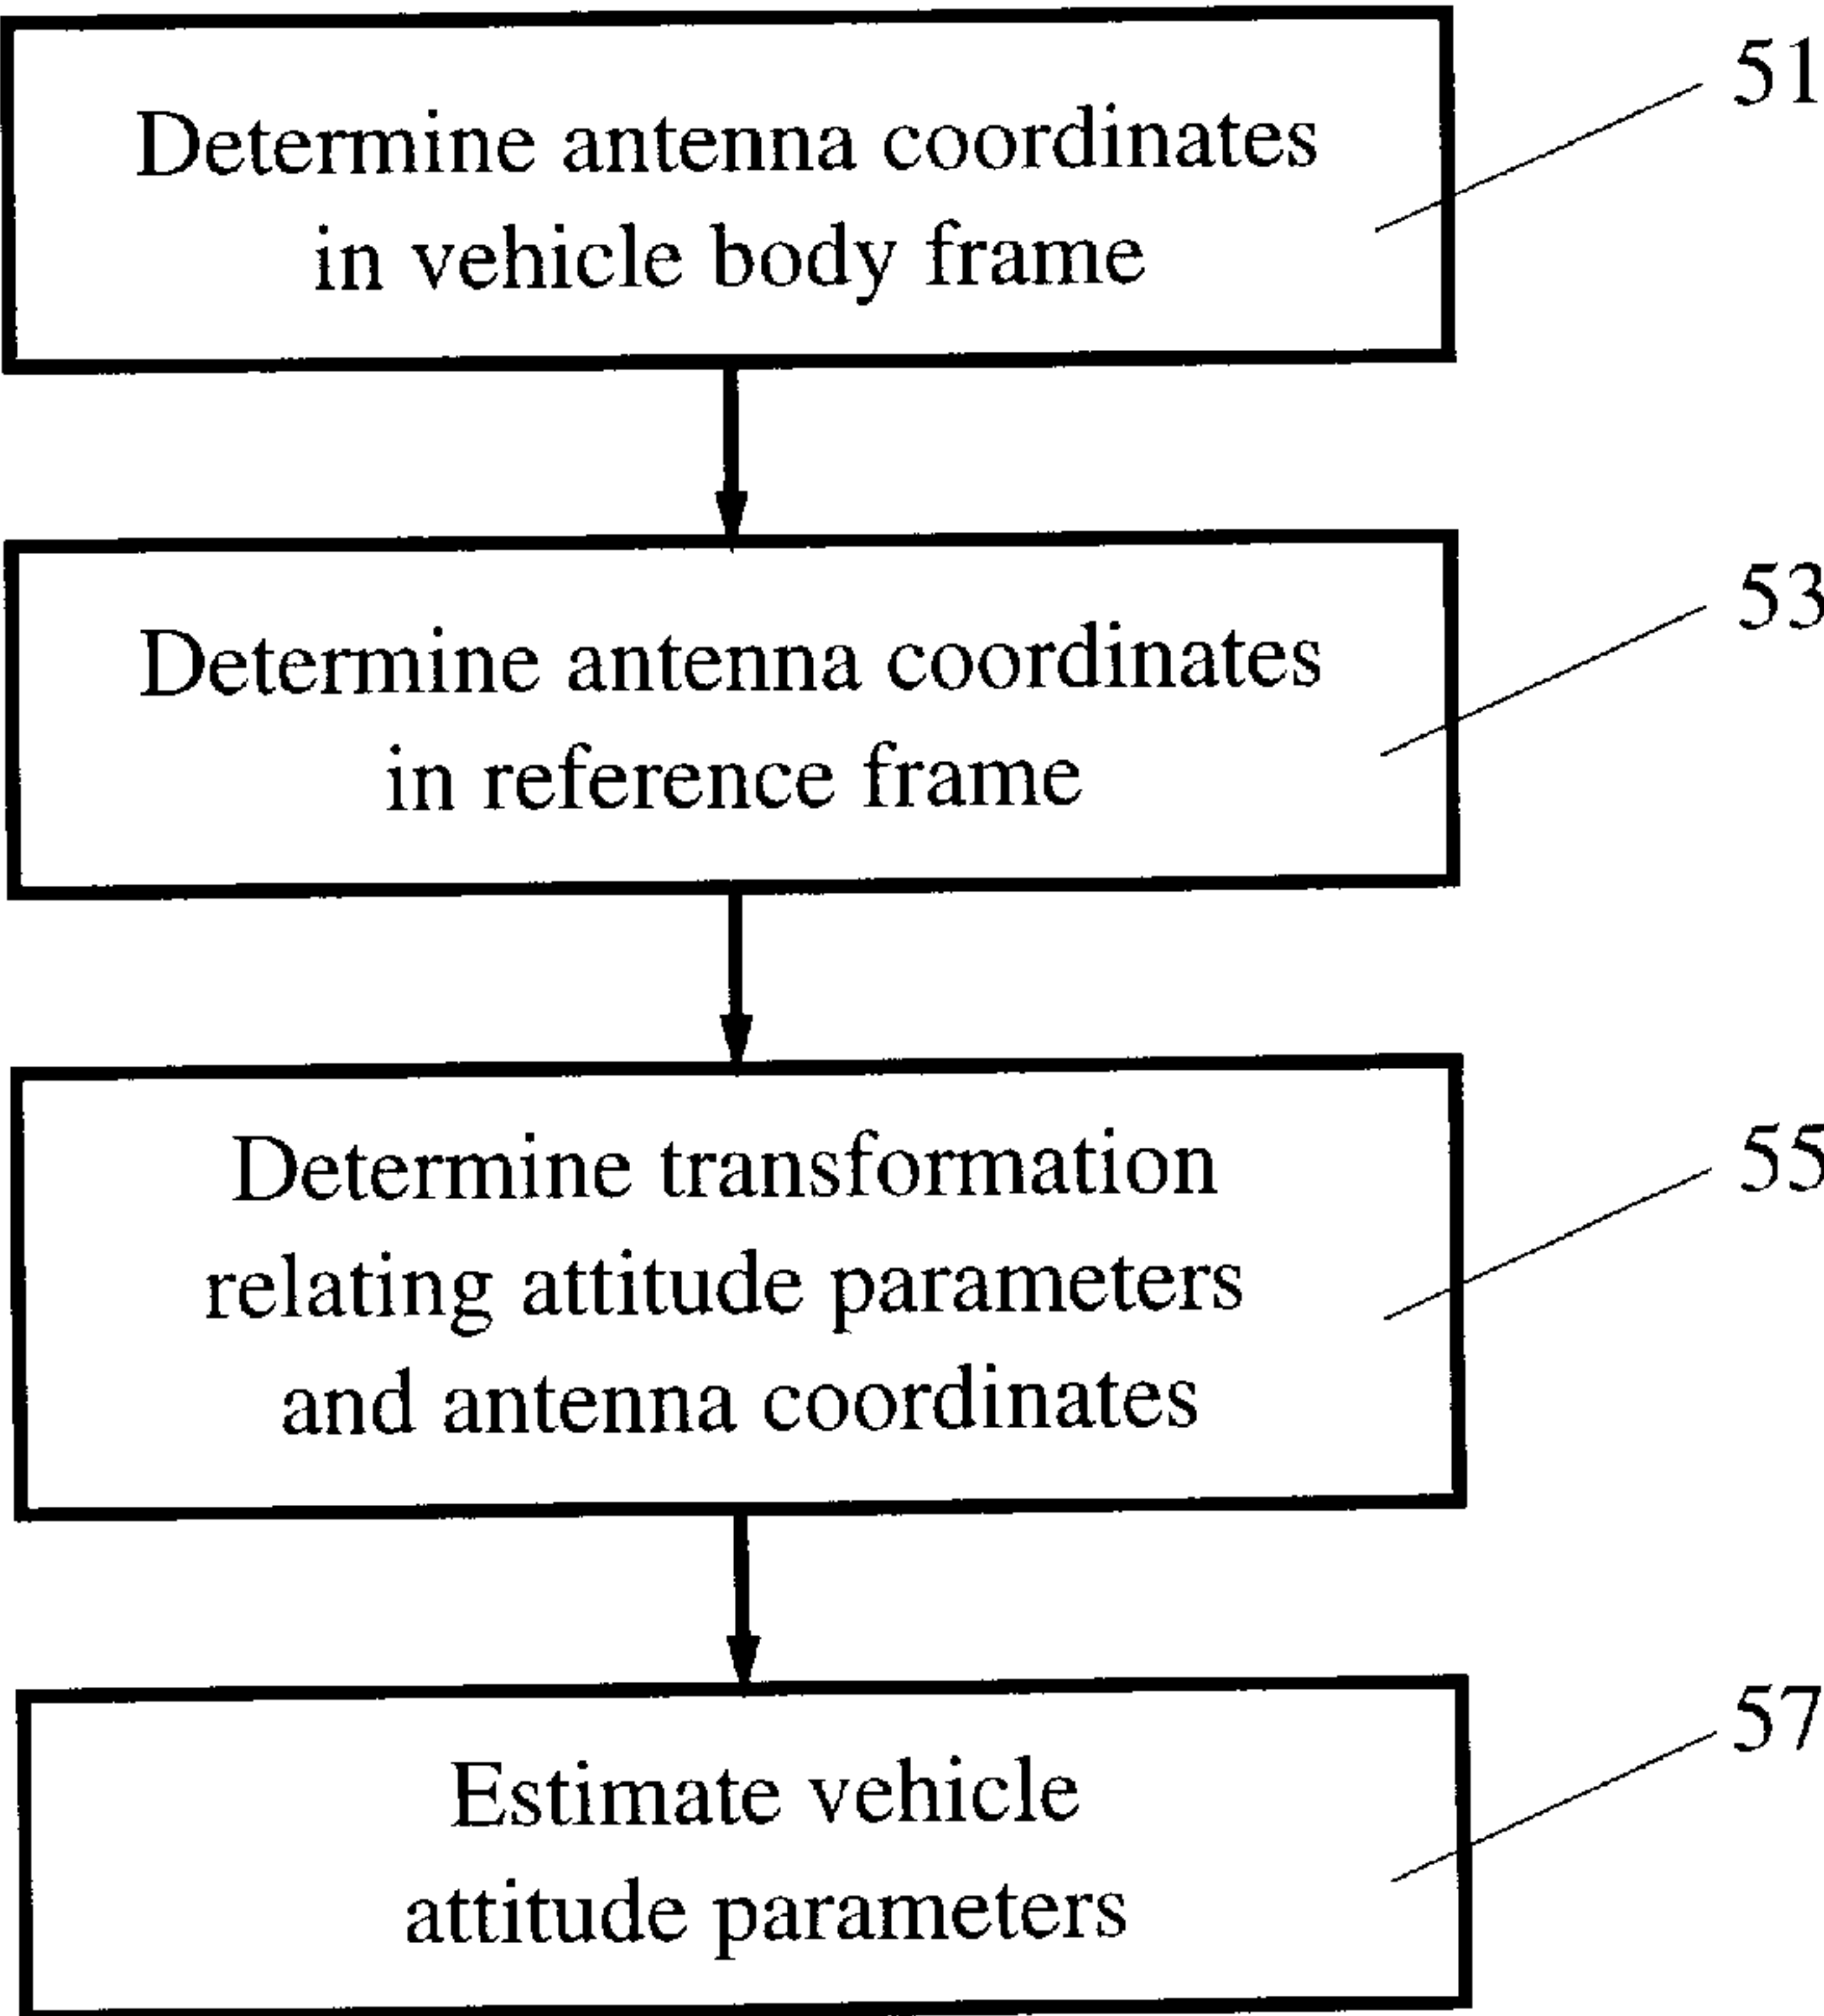 Determine antenna coordinates
in vehicle body frame
51
Determine antenna coordinates
in reference frame
53
Determine transformation
relating attitude parameters
and antenna coordinates
55
Estimate vehicle
attitude parameters
57